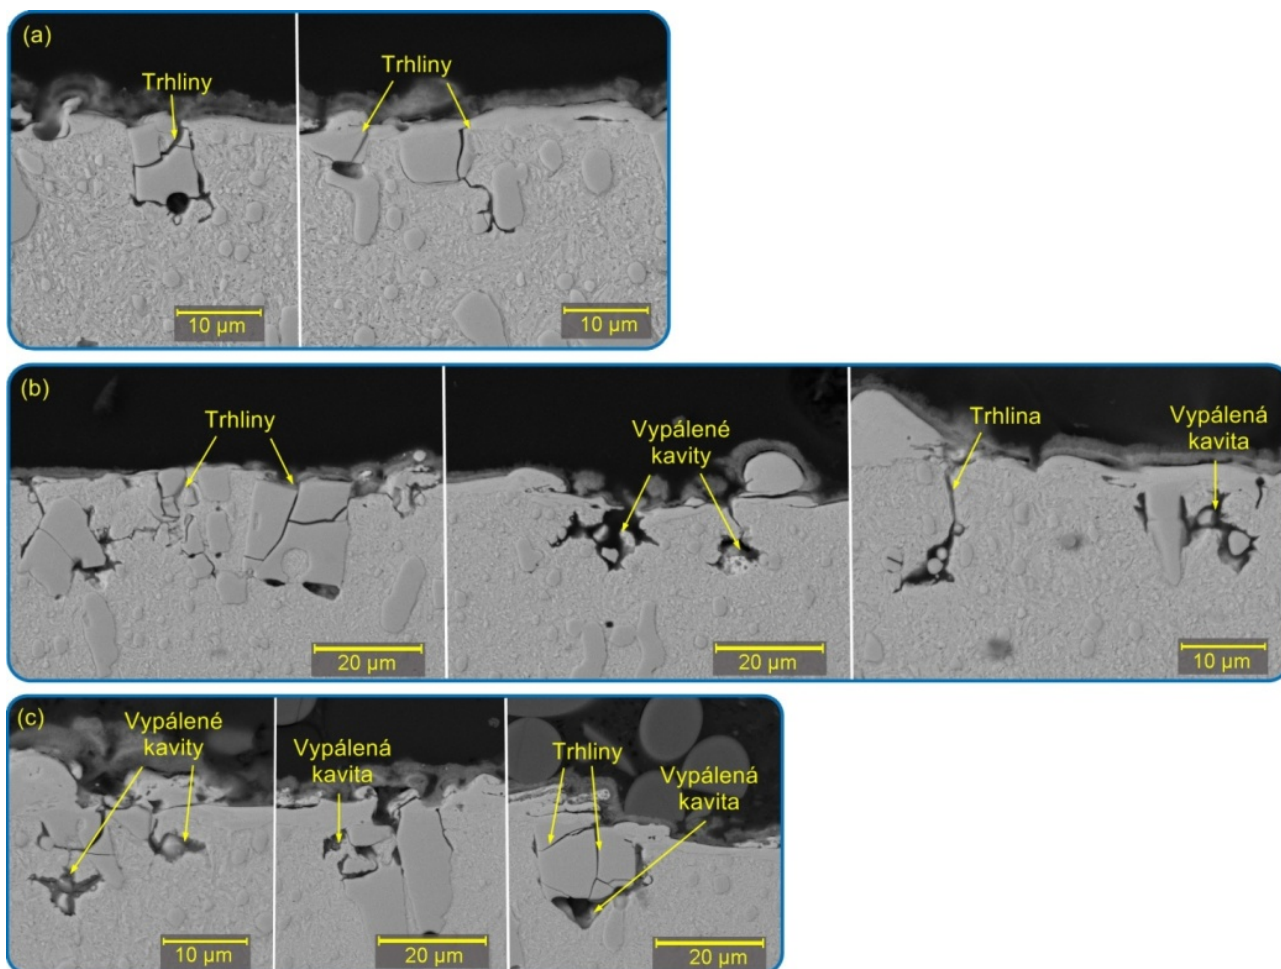 (a)
Trhliny
Trhliny
10 µm
10 µm
(b)
Trhliny
Vypálené
kavity
Trhlina
Vypálená
kavita
20 µm
20 µm
10 µm
(c)
Vypálené
kavity
Vypálená
kavita
Trhliny
Vypálená
kavita
10 µm
20 µm
20 µm